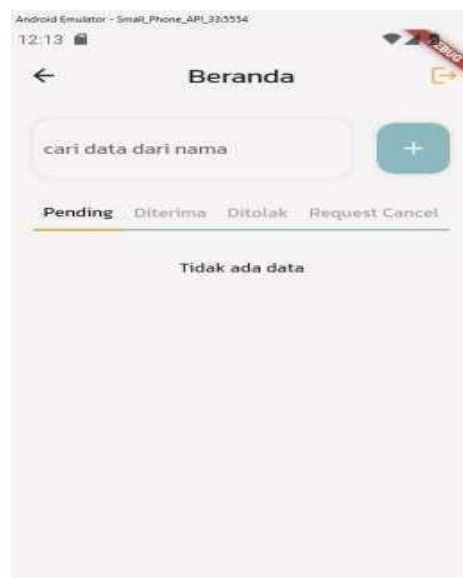 Android Emulator - Small_Phone_API_33:5554
12:13
Beranda
cari data dari nama
+
Pending Diterima Ditolak Request Cancel
Tidak ada data